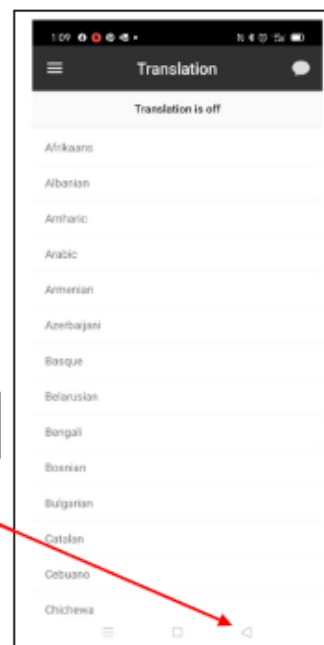 1:09
Translation
Translation is off
Afrikaans
Albanian
Amharic
Arabic
Armenian
Azerbaijani
Basque
Belarusian
Bengali
Bosnian
Bulgarian
Catalan
Cebuano
Chichewa